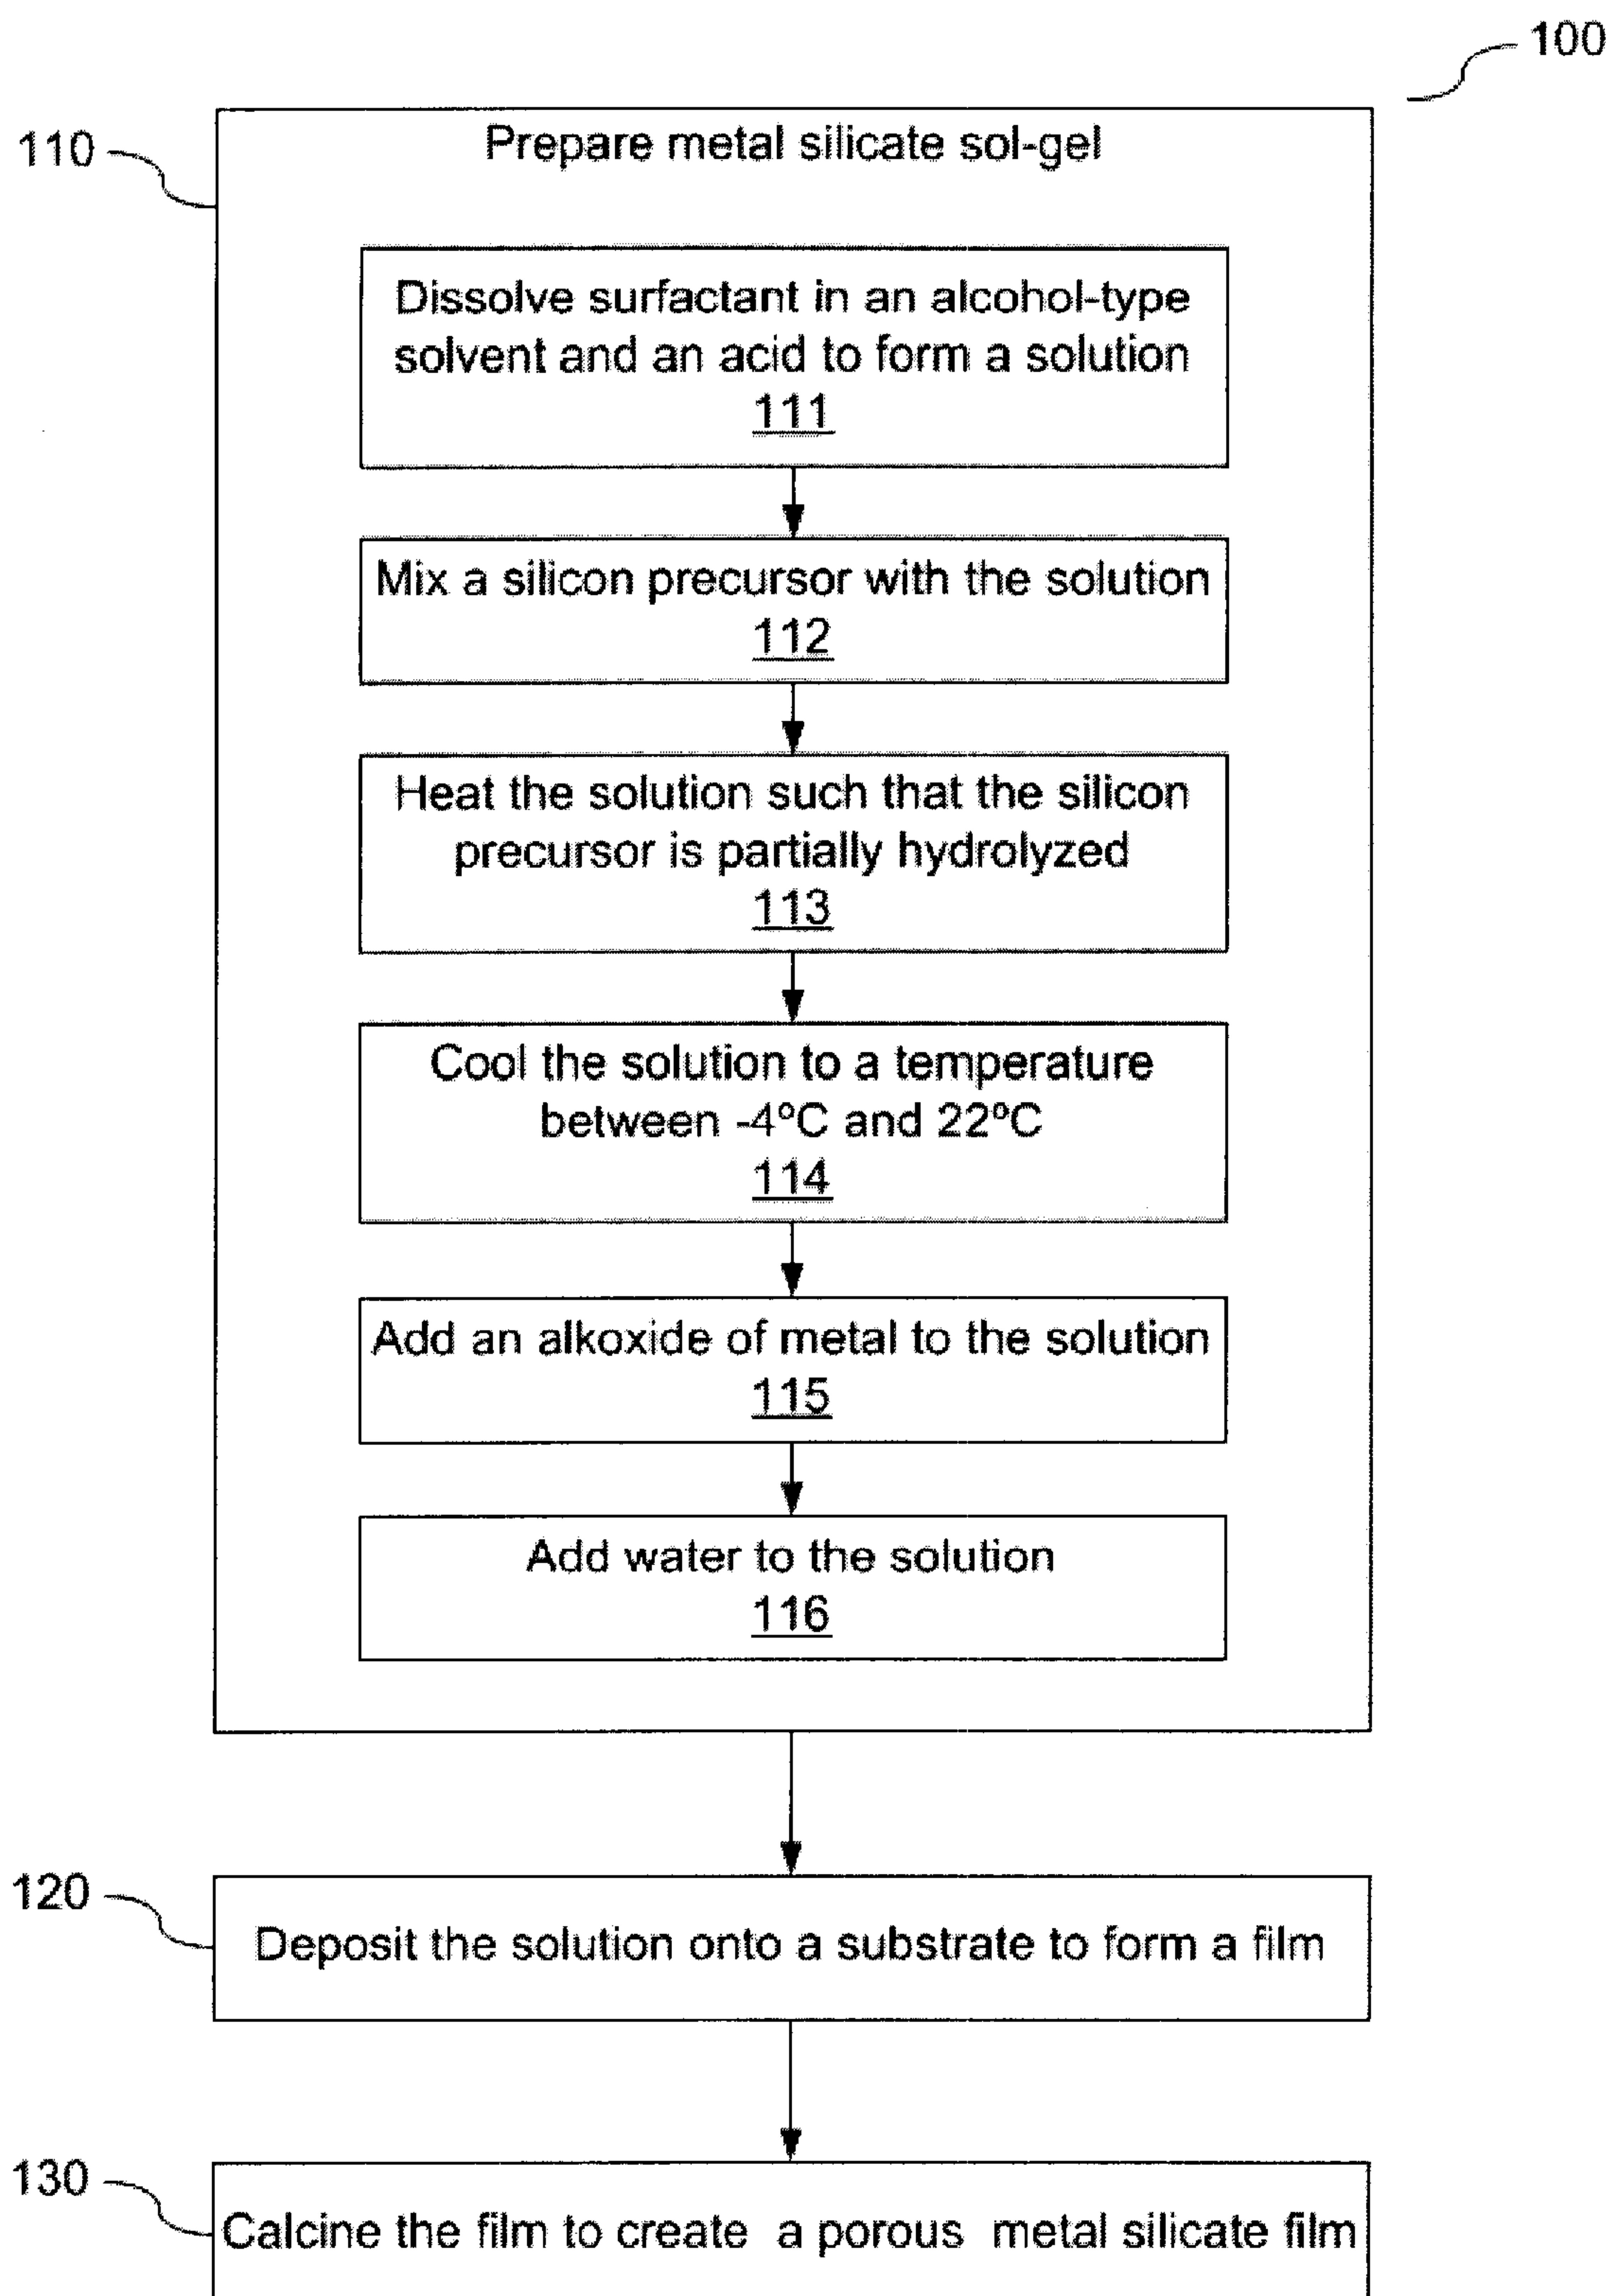 100
110
Prepare metal silicate sol-gel
Dissolve surfactant in an alcohol-type
solvent and an acid to form a solution
111
Mix a silicon precursor with the solution
112
Heat the solution such that the silicon
precursor is partially hydrolyzed
113
Cool the solution to a temperature
between -4ºC and 22ºC
114
Add an alkoxide of metal to the solution
115
Add water to the solution
116
120
Deposit the solution onto a substrate to form a film
130
Calcine the film to create a porous metal silicate film